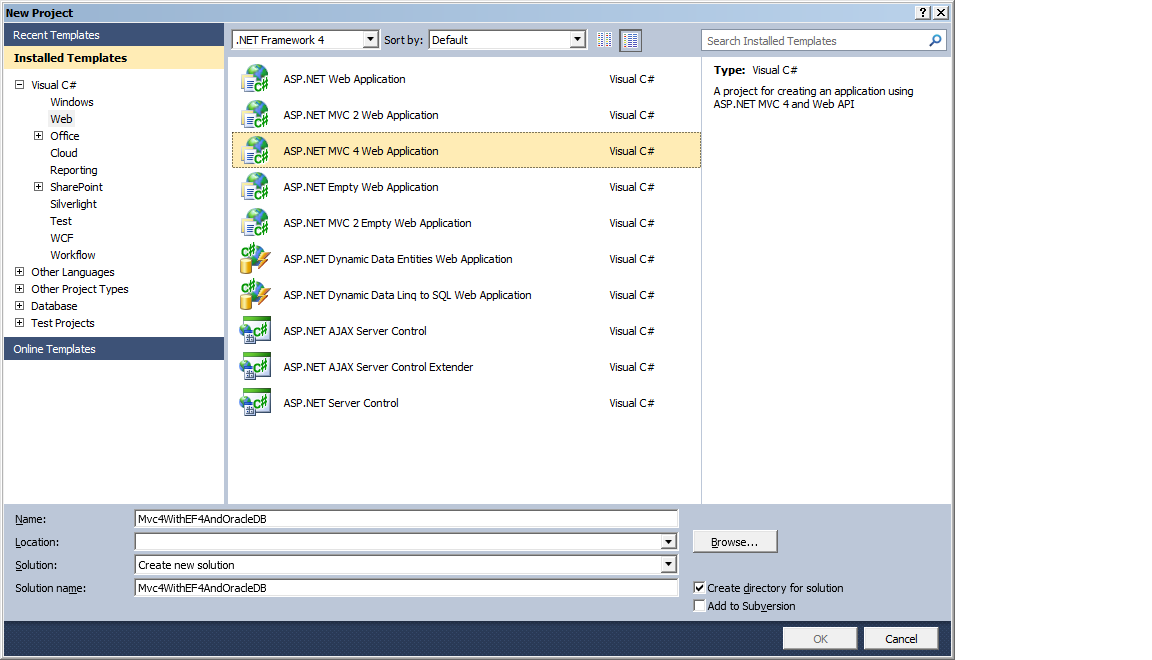 New Project
Recent Templates
Installed Templates
Visual C#
Windows
Web
Office
Cloud
Reporting
SharePoint
Silverlight
Test
WCF
Workflow
Other Languages
Other Project Types
Database
Test Projects
Online Templates
.NET Framework 4 Sort by: Default
ASP.NET Web Application Visual C#
ASP.NET MVC 2 Web Application Visual C#
ASP.NET MVC 4 Web Application Visual C#
ASP.NET Empty Web Application Visual C#
ASP.NET MVC 2 Empty Web Application Visual C#
ASP.NET Dynamic Data Entities Web Application Visual C#
ASP.NET Dynamic Data Linq to SQL Web Application Visual C#
ASP.NET AJAX Server Control Visual C#
ASP.NET AJAX Server Control Extender Visual C#
ASP.NET Server Control Visual C#
Search Installed Templates
Type: Visual C#
A project for creating an application using
ASP.NET MVC 4 and Web API
Name: Mvc4WithEF4AndOracleDB
Location: Browse...
Solution: Create new solution
Solution name: Mvc4WithEF4AndOracleDB
Create directory for solution
Add to Subversion
OK Cancel